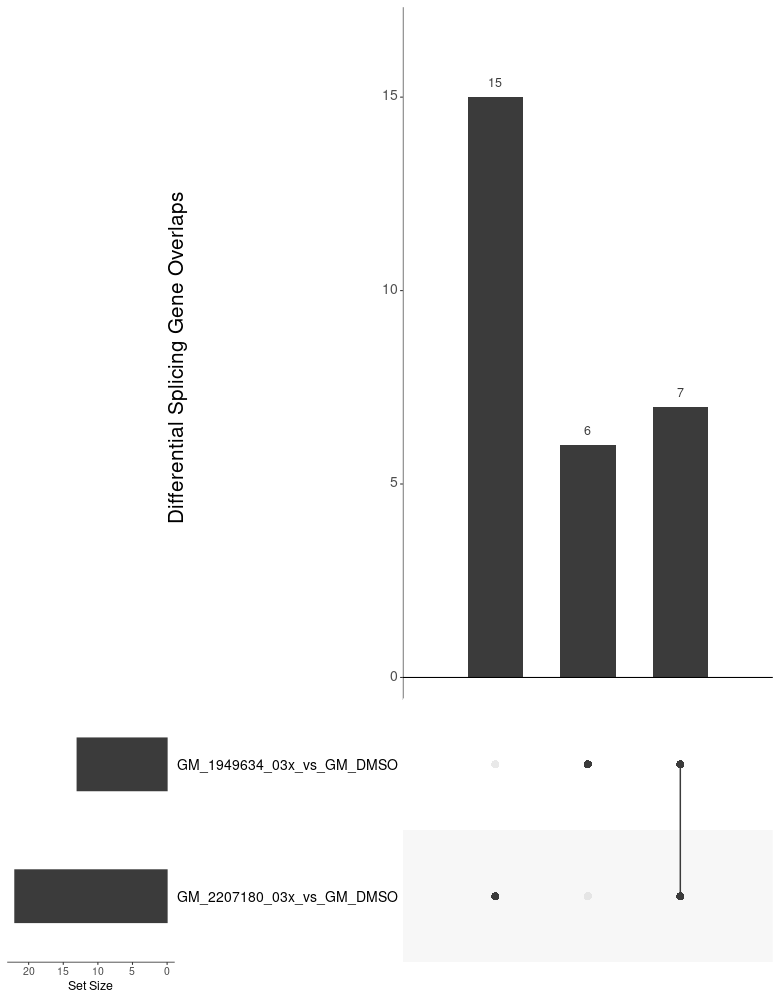 Differential Splicing Gene Overlaps
15
10
5
0
15
6
7
GM_1949634_03x_vs_GM_DMSO
GM_2207180_03x_vs_GM_DMSO
20 15 10 5 0
Set Size